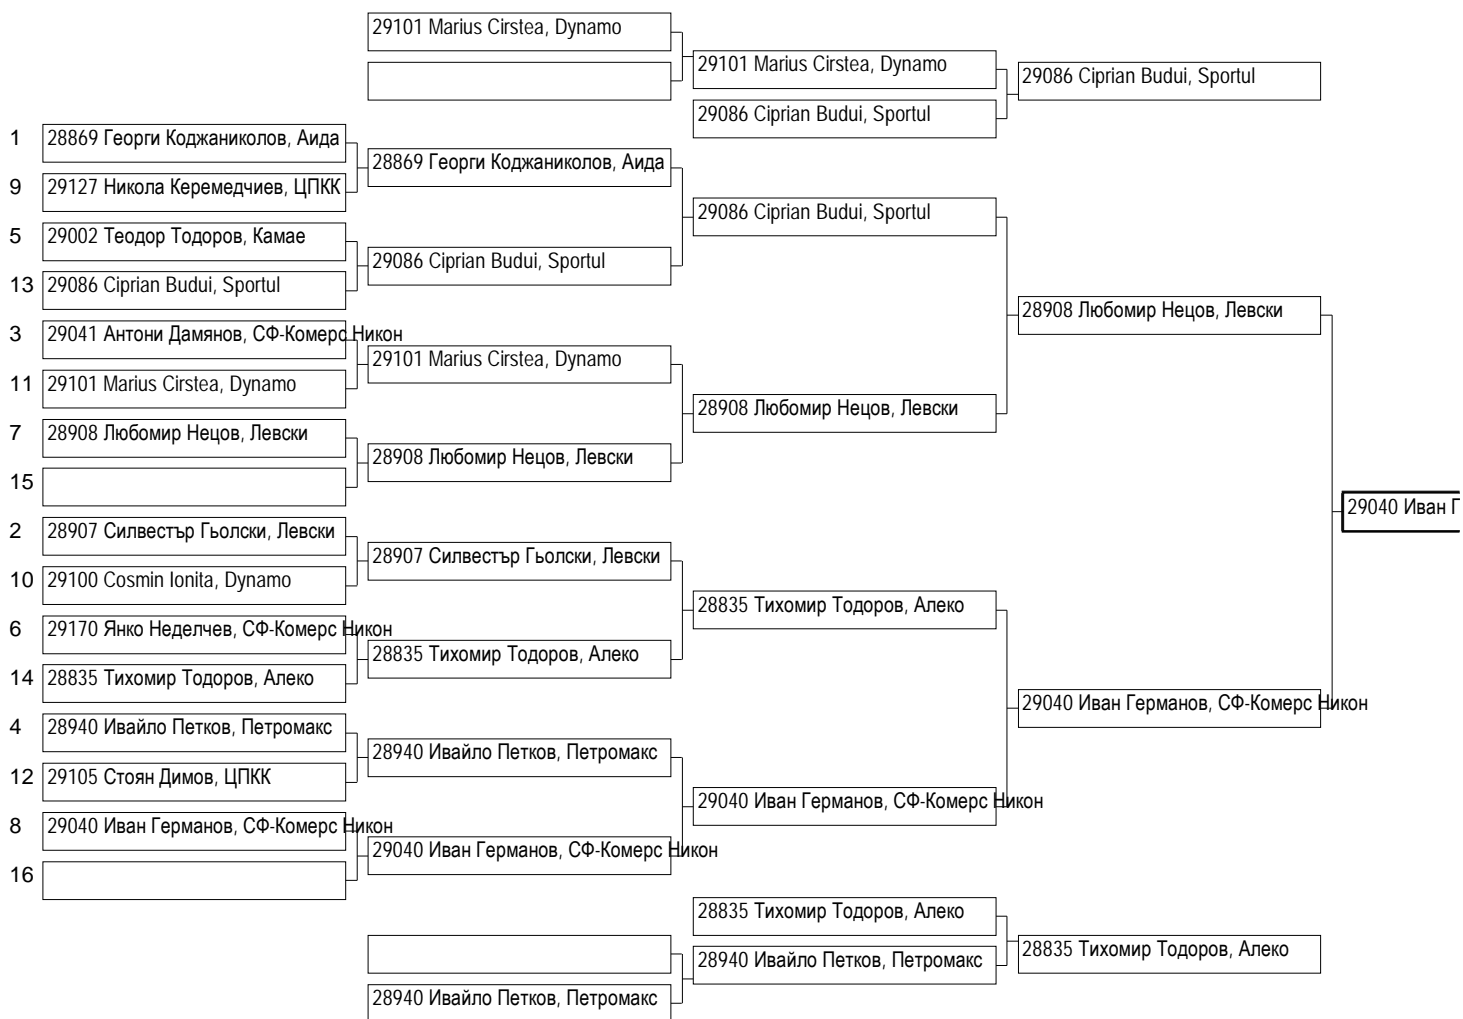 29101 Marius Cirstea, Dynamo
29101 Marius Cirstea, Dynamo
29086 Ciprian Budui, Sportul
29086 Ciprian Budui, Sportul
1 28869 Георги Коджаниколов, Аида
28869 Георги Коджаниколов, Аида
9 29127 Никола Керемедчиев, ЦПКК
29086 Ciprian Budui, Sportul
5 29002 Теодор Тодоров, Камае
29086 Ciprian Budui, Sportul
13 29086 Ciprian Budui, Sportul
28908 Любомир Нецов, Левски
3 29041 Антони Дамянов, СФ-Комерс Никон
29101 Marius Cirstea, Dynamo
11 29101 Marius Cirstea, Dynamo
28908 Любомир Нецов, Левски
7 28908 Любомир Нецов, Левски
28908 Любомир Нецов, Левски
15
29040 Иван Г
2 28907 Силвестър Гьолски, Левски
28907 Силвестър Гьолски, Левски
10 29100 Cosmin Ionita, Dynamo
28835 Тихомир Тодоров, Алеко
6 29170 Янко Неделчев, СФ-Комерс Никон
28835 Тихомир Тодоров, Алеко
14 28835 Тихомир Тодоров, Алеко
29040 Иван Германов, СФ-Комерс Никон
4 28940 Ивайло Петков, Петромакс
28940 Ивайло Петков, Петромакс
12 29105 Стоян Димов, ЦПКК
29040 Иван Германов, СФ-Комерс Никон
8 29040 Иван Германов, СФ-Комерс Никон
29040 Иван Германов, СФ-Комерс Никон
16
28835 Тихомир Тодоров, Алеко
28940 Ивайло Петков, Петромакс
28835 Тихомир Тодоров, Алеко
28940 Ивайло Петков, Петромакс